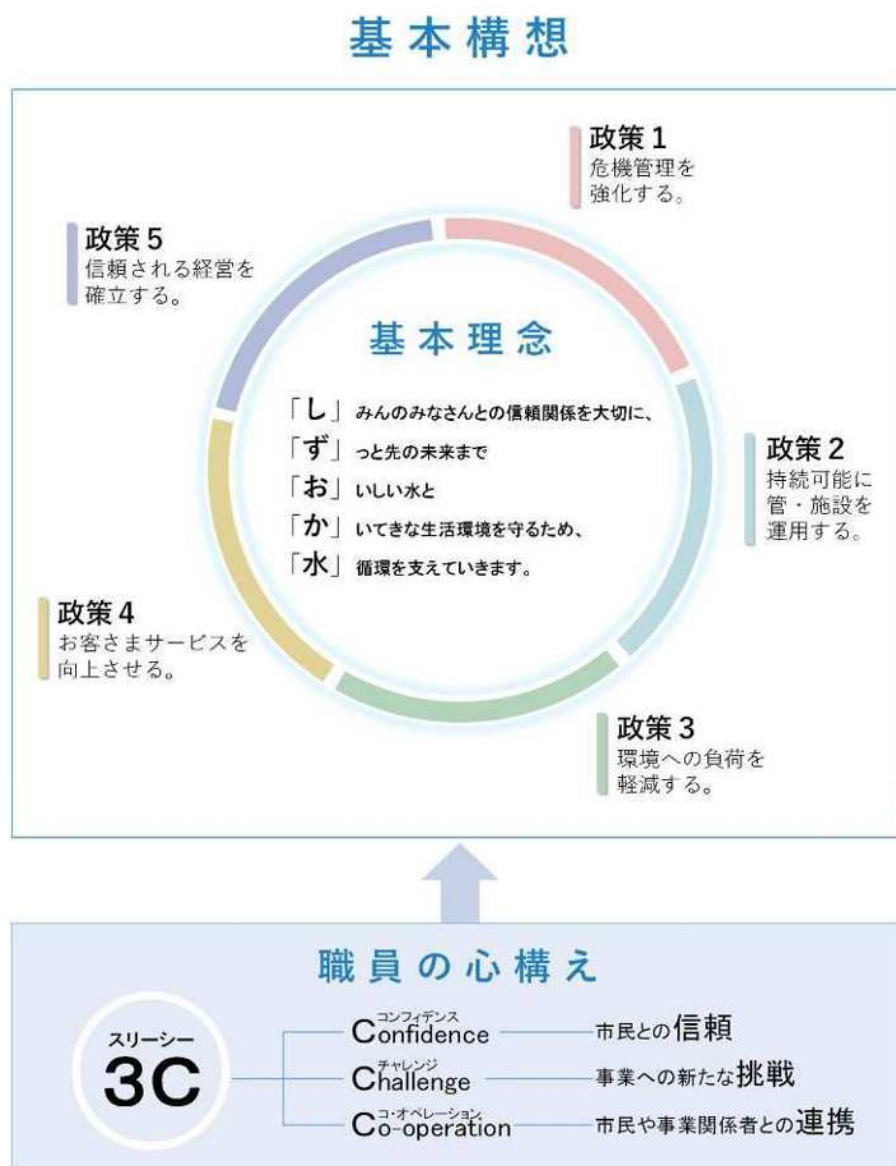 基本構想
政策1
危機管理を
強化する。
政策5
信頼される経営を
確立する。
基本理念
「し」みんのみなさんとの信頼関係を大切に、
「ず」っと先の未来まで
「お」いしい水と
「か」いてきな生活環境を守るため、
「水」循環を支えていきます。
政策2
持続可能に
管・施設を
運用する。
政策4
お客さまサービスを
向上させる。
政策3
環境への負荷を
軽減する。
職員の心構え
スリーシー
3C
コンフィデンス
Confidence
市民との信頼
チャレンジ
Challenge
事業への新たな挑戦
コ・オペレーション
Co-operation
市民や事業関係者との連携